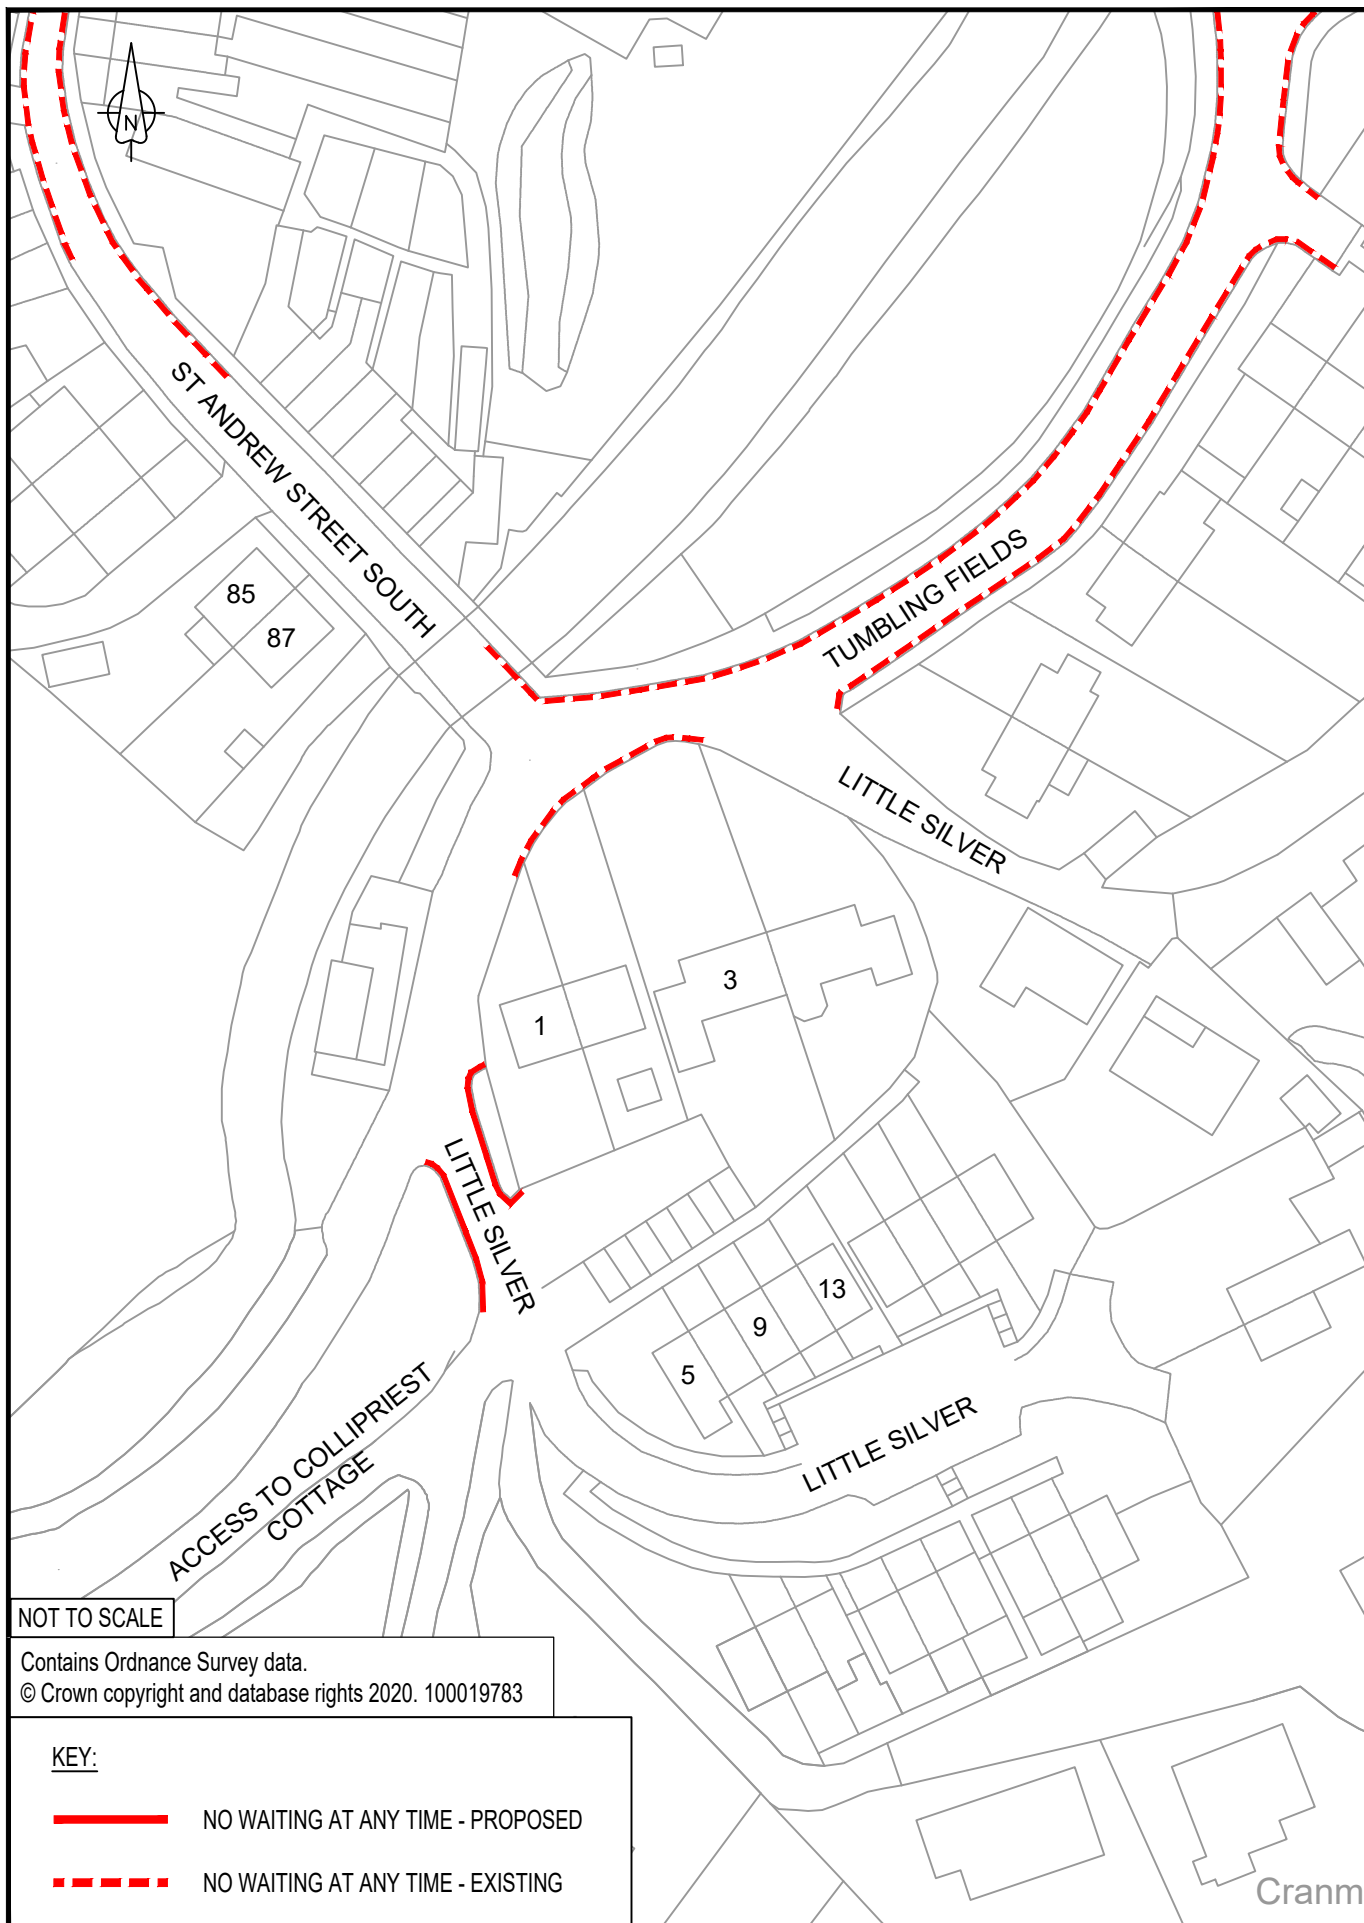 N
ST ANDREW STREET SOUTH
TUMBLING FIELDS
85
87
LITTLE SILVER
3
1
LITTLE SILVER
13
9
5
ACCESS TO COLLIPRIEST
COTTAGE
LITTLE SILVER
NOT TO SCALE
Contains Ordnance Survey data.
© Crown copyright and database rights 2020. 100019783
KEY:
NO WAITING AT ANY TIME - PROPOSED
NO WAITING AT ANY TIME - EXISTING
Cranm